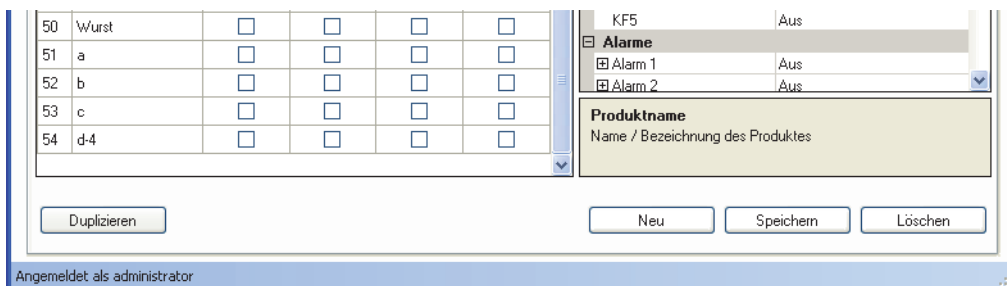 50 Wurst
51 a
52 b
53 c
54 d-4
KF5 Aus
Alarme
Alarm 1 Aus
Alarm 2 Aus
Produktname
Name / Bezeichnung des Produktes
Duplizieren
Neu Speichern Löschen
Angemeldet als administrator